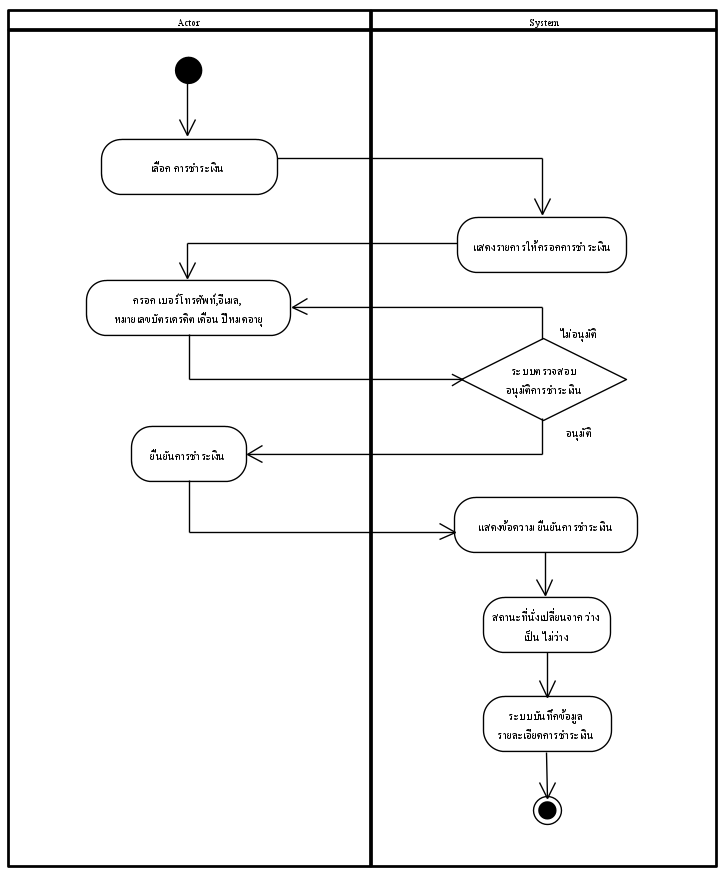 Actor
System
เลือก การชำระเงิน
แสดงรายการให้กรอกการชำระเงิน
กรอก เบอร์โทรศัพท์,อีเมล,
หมายเลขบัตรเครดิต เดือน ปีหมดอายุ
ไม่อนุมัติ
ระบบตรวจสอบ
อนุมัติการชำระเงิน
อนุมัติ
ยืนยันการชำระเงิน
แสดงข้อความ ยืนยันการชำระเงิน
สถานะที่นั่งเปลี่ยนจาก ว่าง
เป็น ไม่ว่าง
ระบบบันทึกข้อมูล
รายละเอียดการชำระเงิน